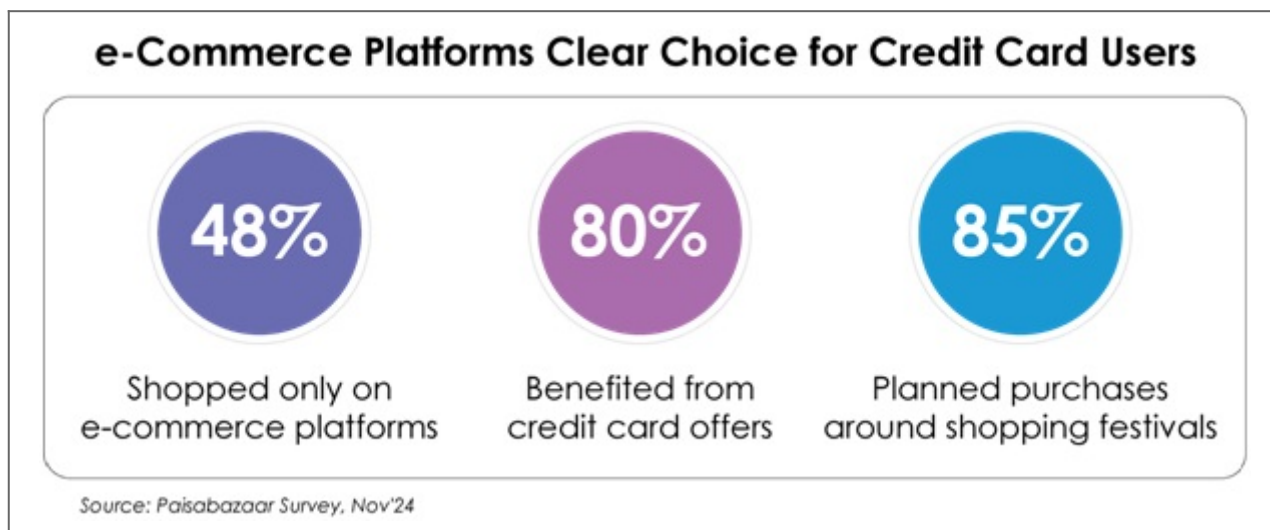 e-Commerce Platforms Clear Choice for Credit Card Users
48%
Shopped only on
e-commerce platforms
80%
Benefited from
credit card offers
85%
Planned purchases
around shopping festivals
Source: Paisabazaar Survey, Nov'24